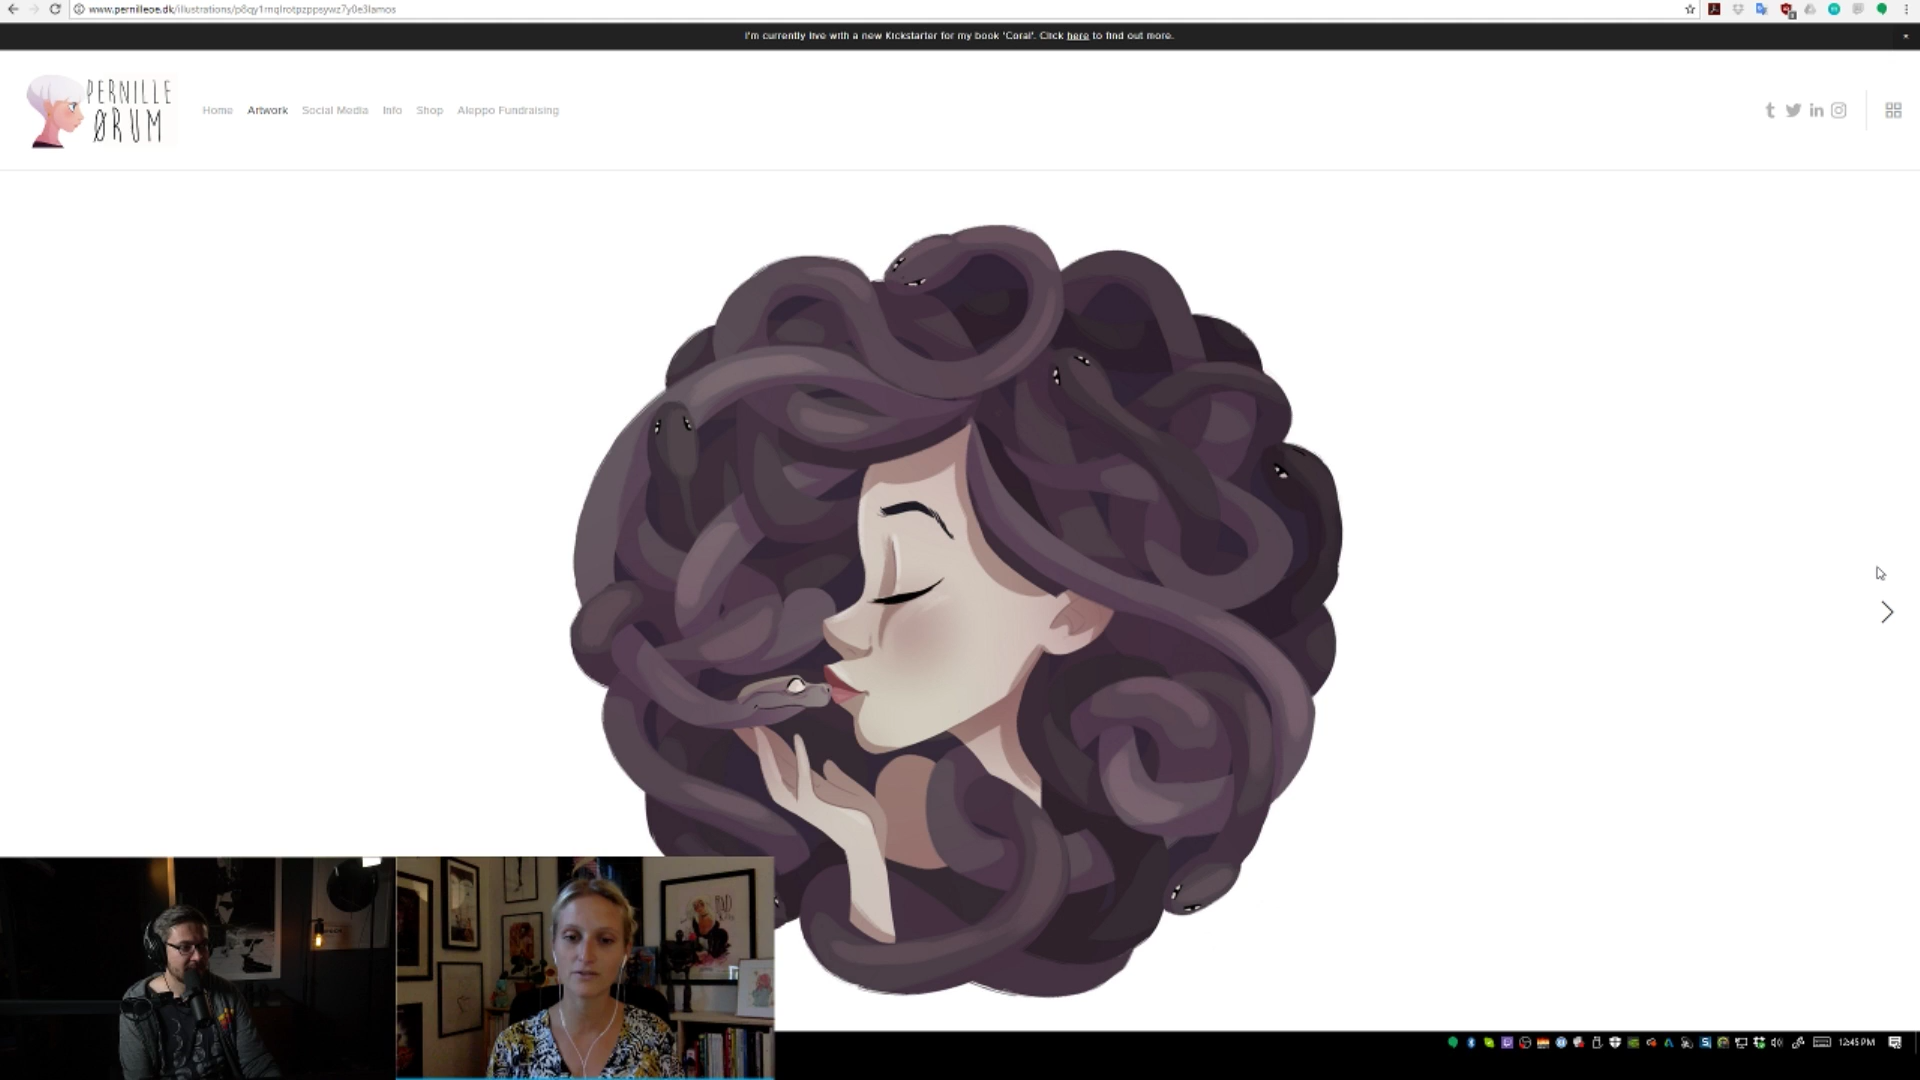 www.pernilleoe.dk/illustrations/p8qy1rnqlrotpzppsywz7y0e3lamos
I'm currently live with a new Kickstarter for my book 'Coral'. Click here to find out more.
PERNILLE
ØRUM
Home Artwork Social Media Info Shop Aleppo Fundraising
12:45 PM